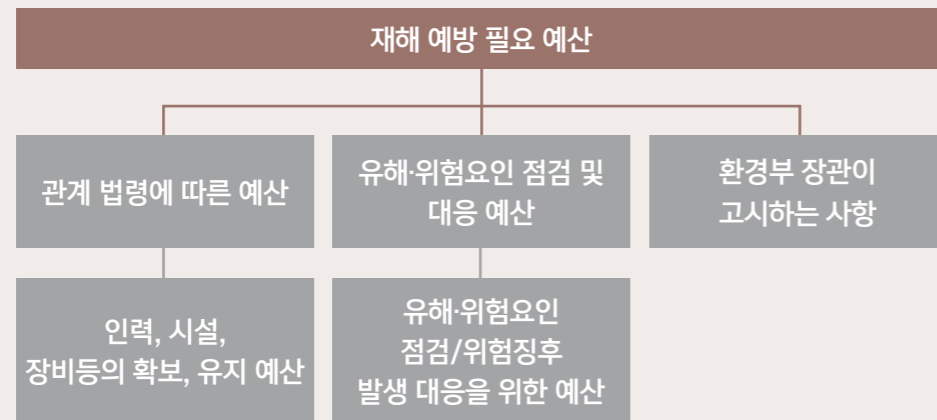 재해 예방 필요 예산
관계 법령에 따른 예산
유해·위험요인 점검 및
대응 예산
환경부 장관이
고시하는 사항
인력, 시설,
장비등의 확보, 유지 예산
유해·위험요인
점검/위험징후
발생 대응을 위한 예산